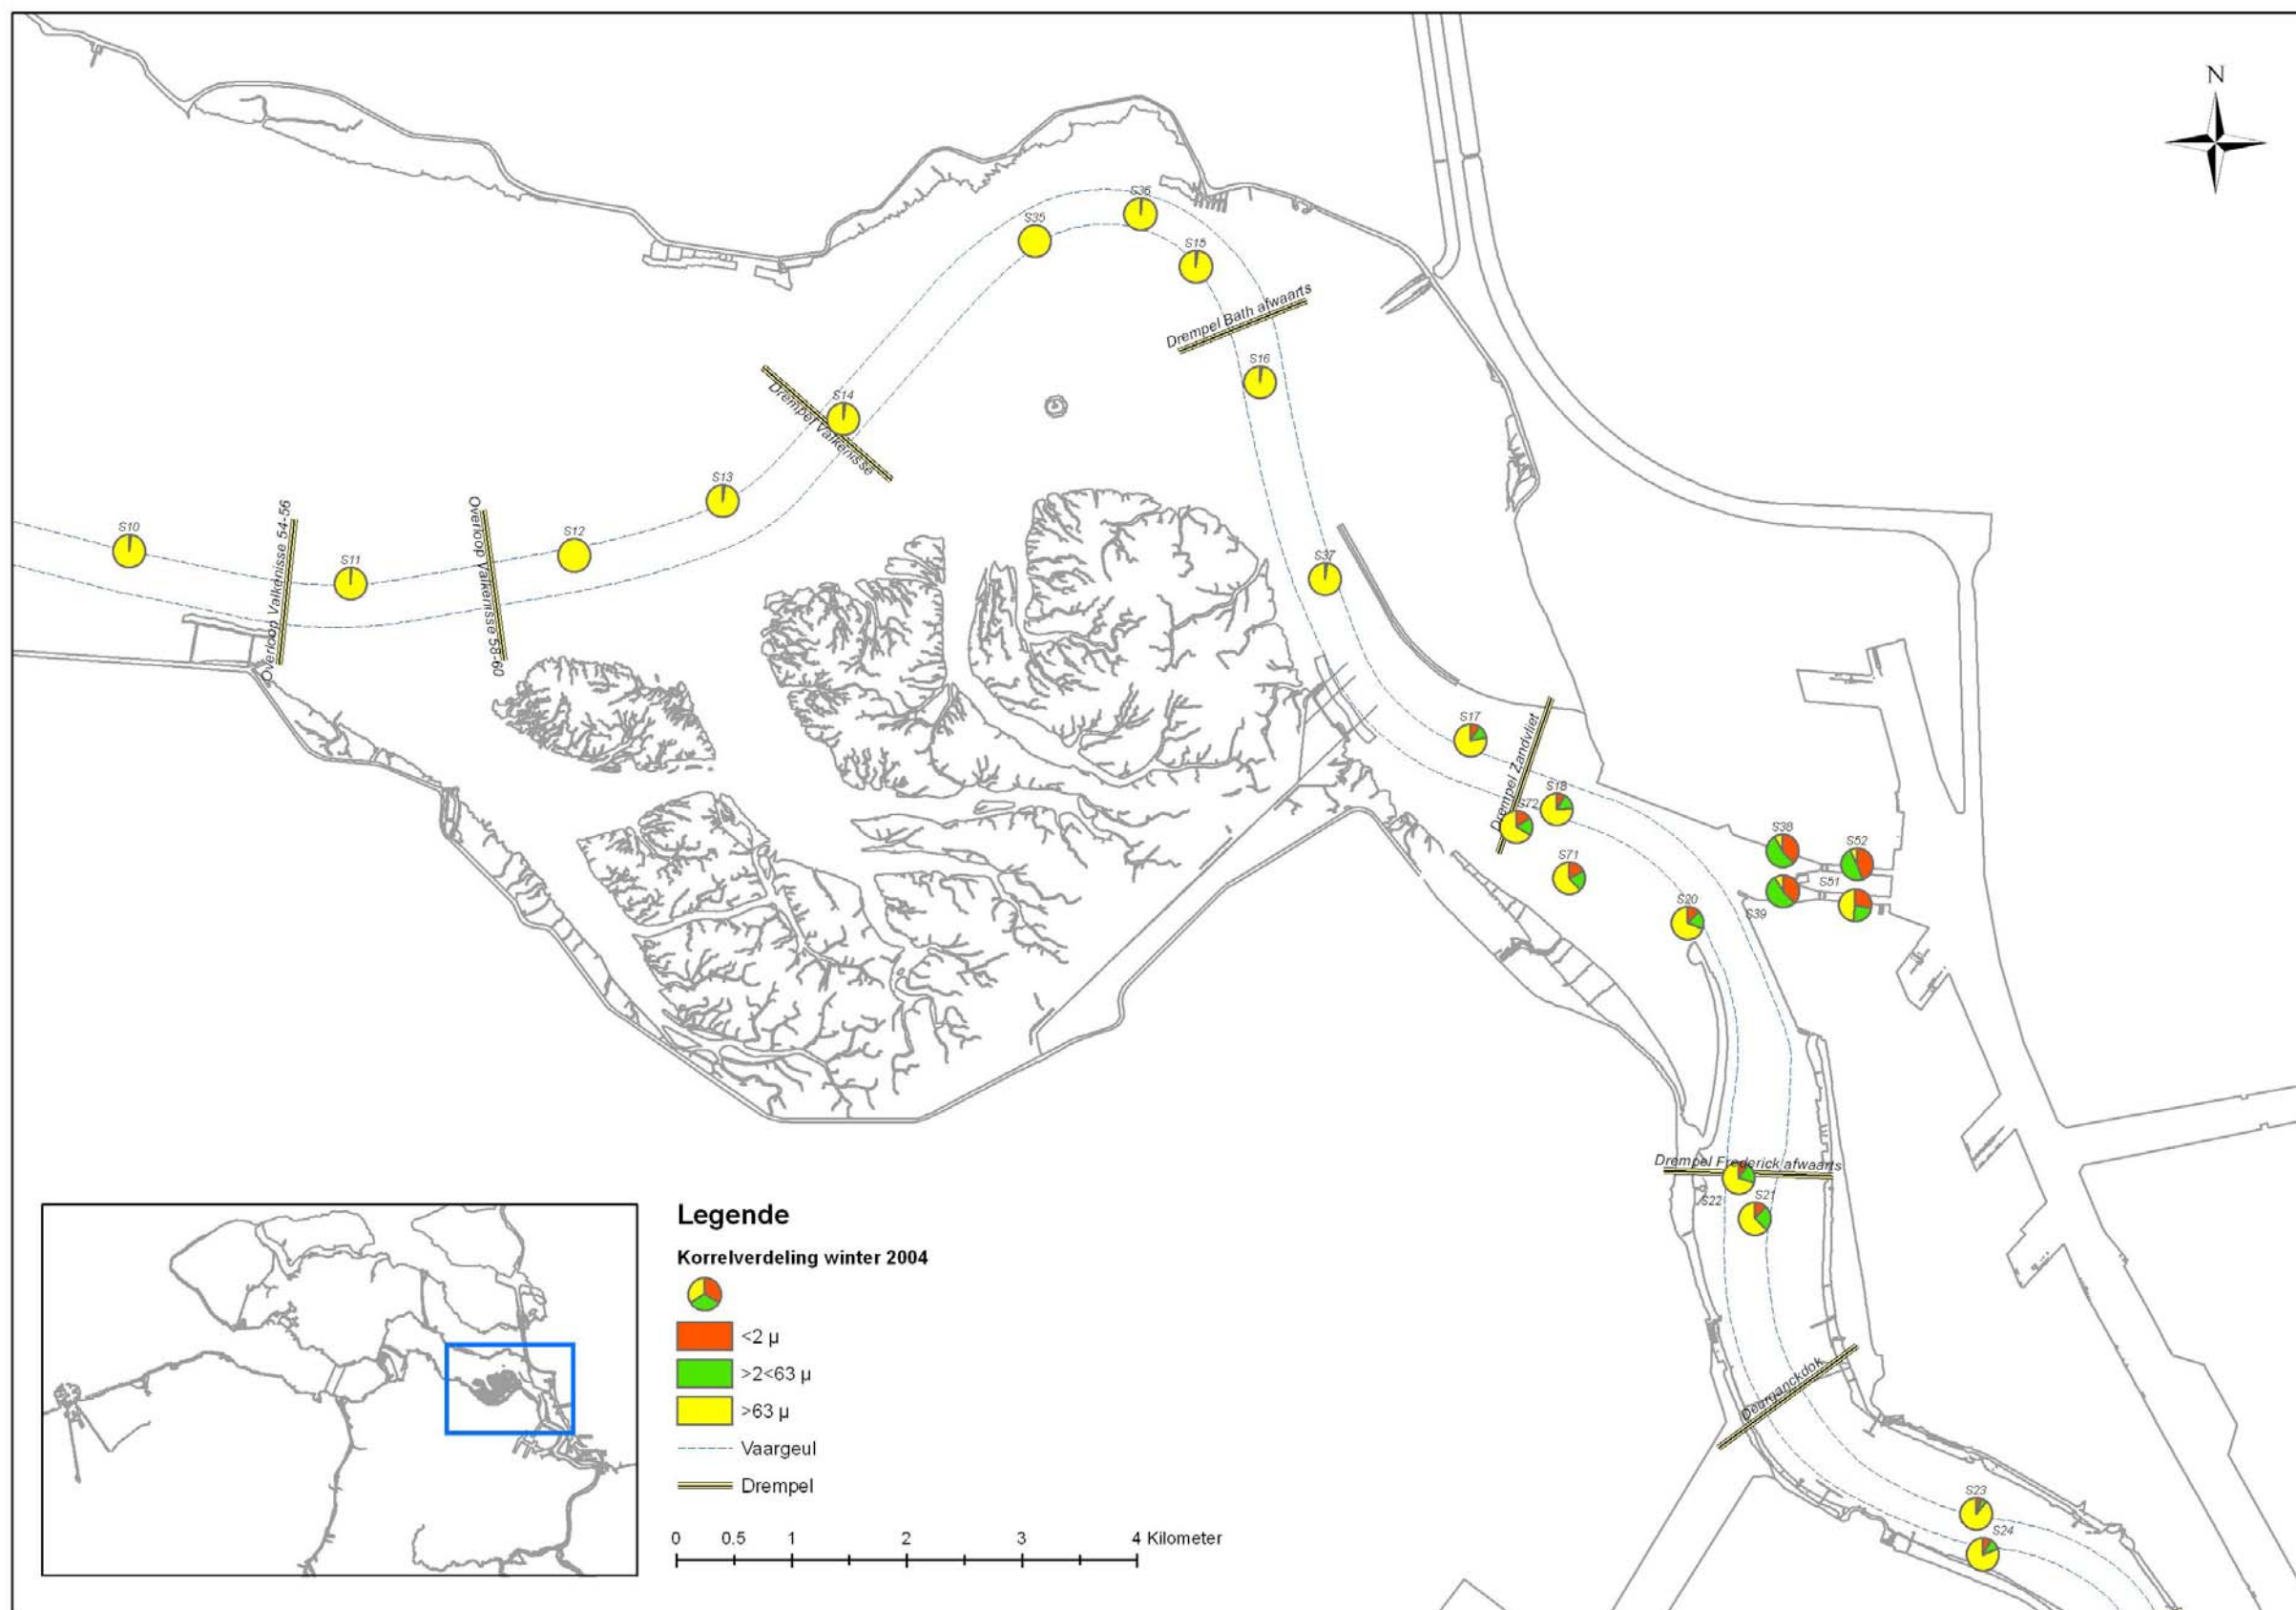 N
S36
S35
S15
Drempel Bath afwaarts
S16
S14
Drempel Valkenisse
S13
S10
Overloop Valkenisse 54-56
S11
Overloop Valkenisse 58-60
S12
S37
S17
Drempel Zandvliet
S18
S72
S71
S38
S52
S51
S39
S20
Drempel Frederick afwaarts
S22
S21
Deurganckdok
S23
S24
Legende
Korrelverdeling winter 2004
<2 µ
>2<63 µ
>63 µ
Vaargeul
Drempel
0 0.5 1 2 3 4 Kilometer